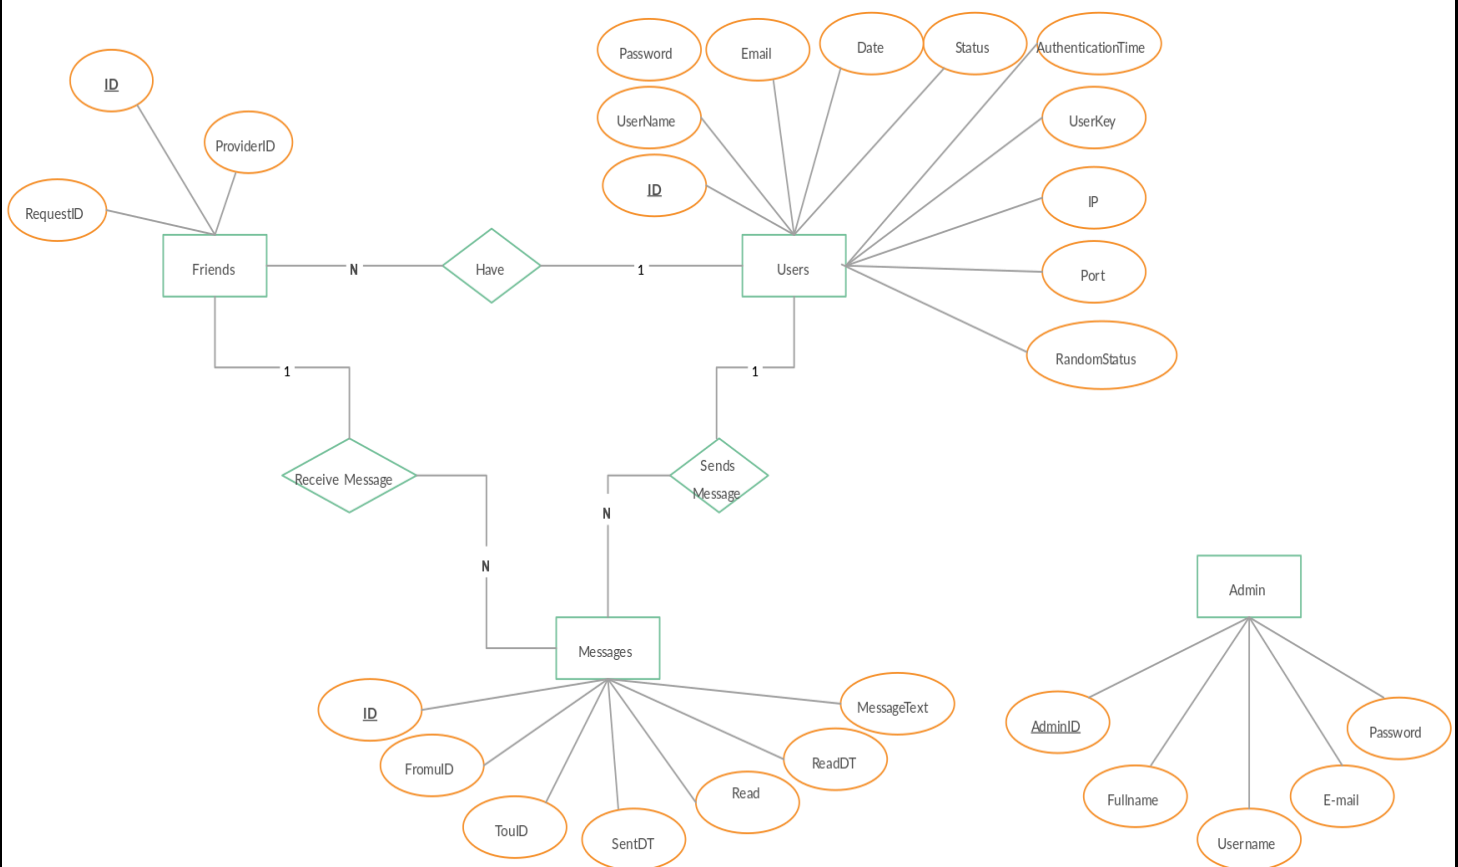 Password
Email
Date
Status
AuthenticationTime
ID
UserName
UserKey
ProviderID
ID
RequestID
IP
Friends
N
Have
1
Users
Port
RandomStatus
1
1
Receive Message
Sends
Message
N
N
Admin
Messages
ID
MessageText
AdminID
Password
FromuID
ReadDT
Read
Fullname
E-mail
TouID
SentDT
Username